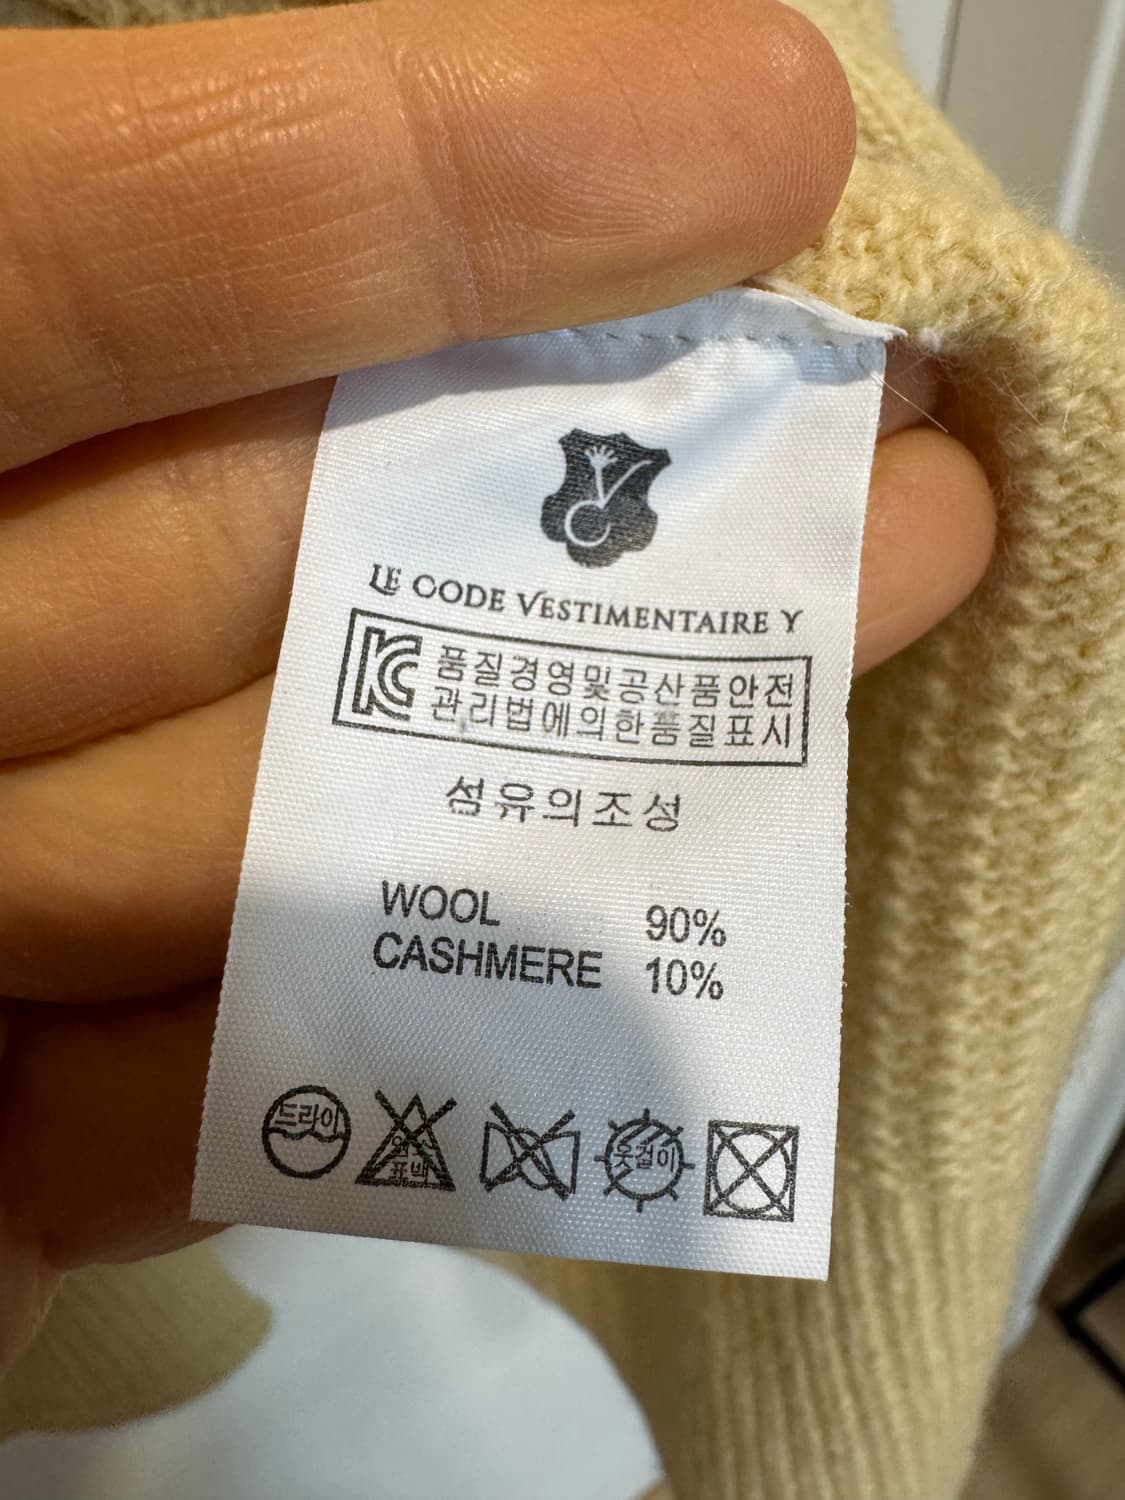 LE CODE VESTIMENTAIRE Y
품질경영및공산품안전
관리법에의한품질표시
섬유의조성
WOOL 90%
CASHMERE 10%
드라이
표백
옷걸이